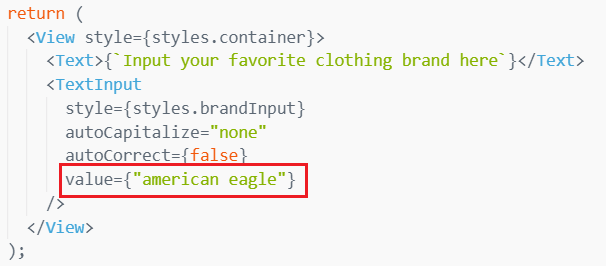 return (
<View style={styles.container}>
<Text>{`Input your favorite clothing brand here`}</Text>
<TextInput
style={styles.brandInput}
autoCapitalize="none"
autoCorrect={false}
value={"american eagle"}
/>
</View>
);